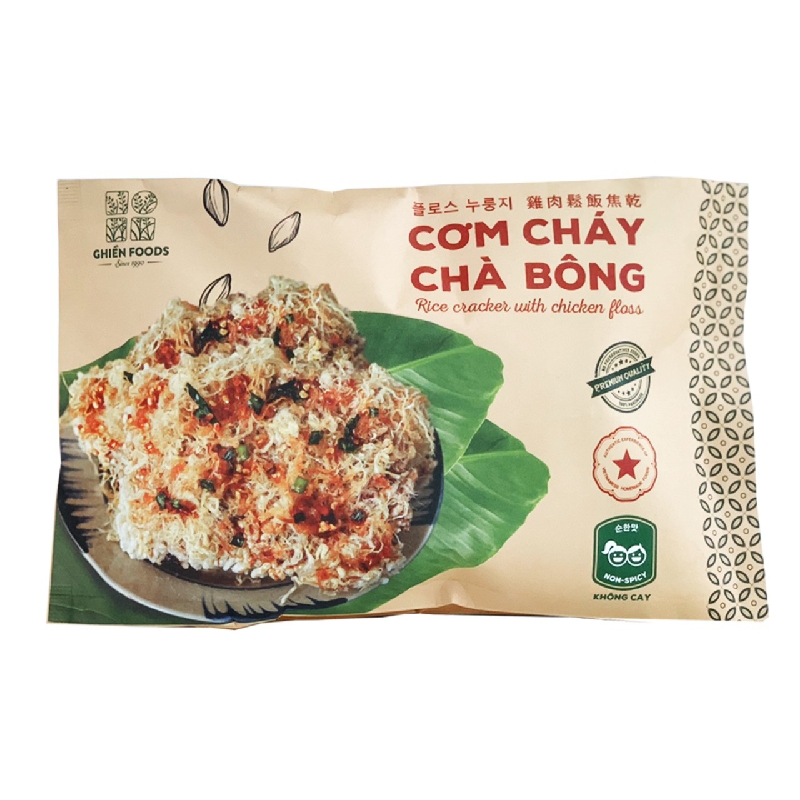 GHIỀN FOODS
Since 1990
플로스 누룽지 雞肉鬆飯焦乾
CƠM CHÁY
CHÀ BÔNG
Rice cracker with chicken floss
PREMIUM QUALITY
순한맛
NON-SPICY
KHÔNG CAY